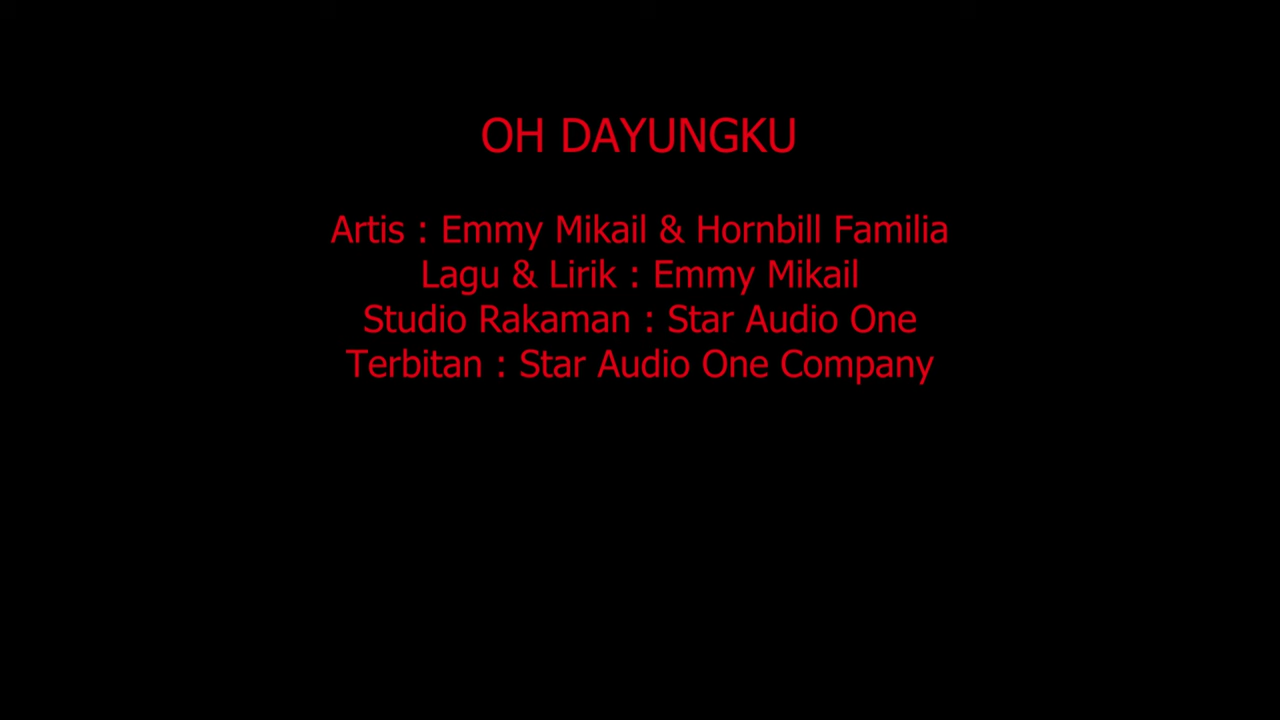 OH DAYUNGKU
Artis : Emmy Mikail & Hornbill Familia
Lagu & Lirik : Emmy Mikail
Studio Rakaman : Star Audio One
Terbitan : Star Audio One Company